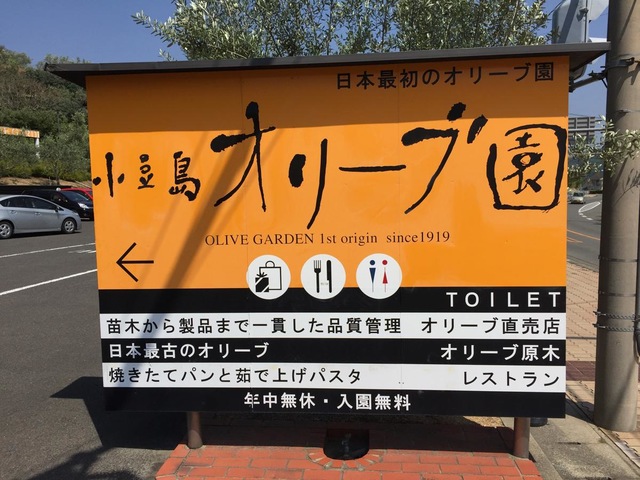 日本最初のオリーブ園
小豆島オリーブ園
OLIVE GARDEN 1st origin since1919
TOILET
苗木から製品まで一貫した品質管理 オリーブ直売店
日本最古のオリーブ オリーブ原木
焼きたてパンと茹で上げパスタ レストラン
年中無休・入園無料